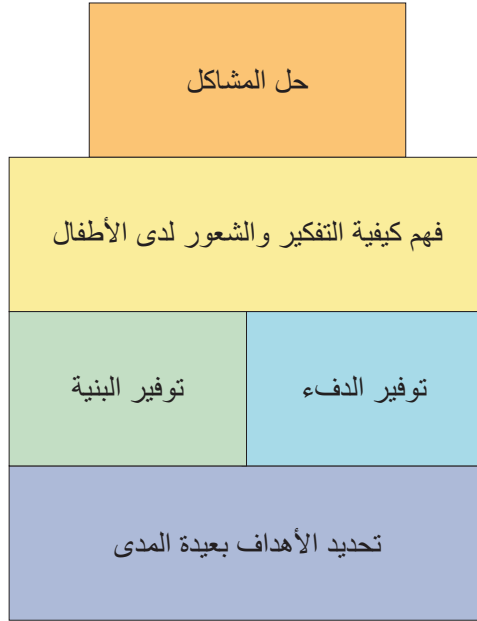 حل المشاكل
فهم كيفية التفكير والشعور لدى الأطفال
توفير الدفء
توفير البنية
تحديد الأهداف بعيدة المدى